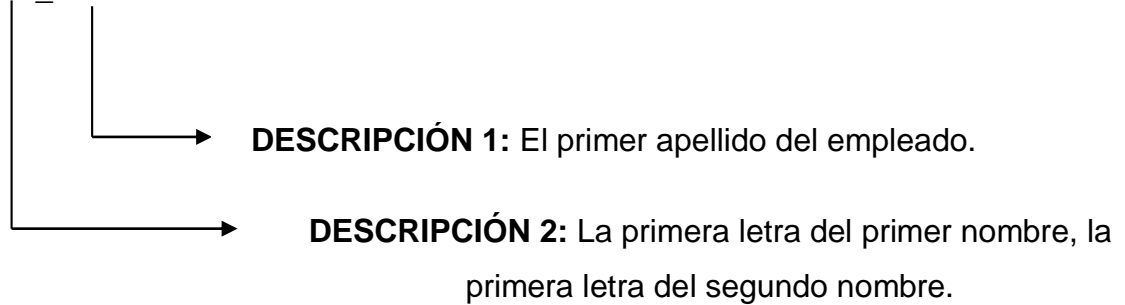 DESCRIPCIÓN 1: El primer apellido del empleado.
DESCRIPCIÓN 2: La primera letra del primer nombre, la
primera letra del segundo nombre.